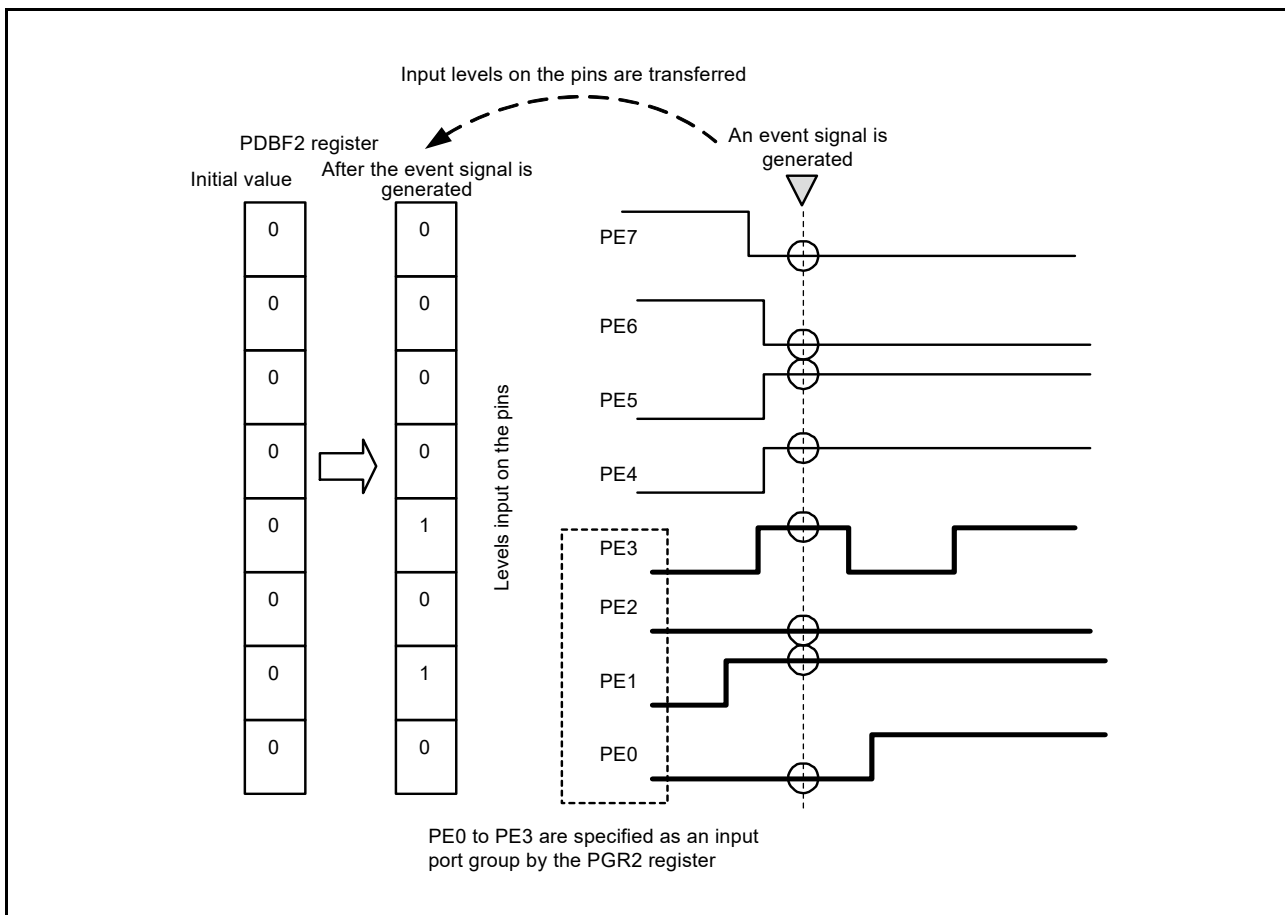 Input levels on the pins are transferred
An event signal is
generated
PDBF2 register
Initial value
After the event signal is
generated
0
0
0
0
0
0
0
0
0
0
0
0
1
0
1
0
Levels input on the pins
PE7
PE6
PE5
PE4
PE3
PE2
PE1
PE0
PE0 to PE3 are specified as an input
port group by the PGR2 register